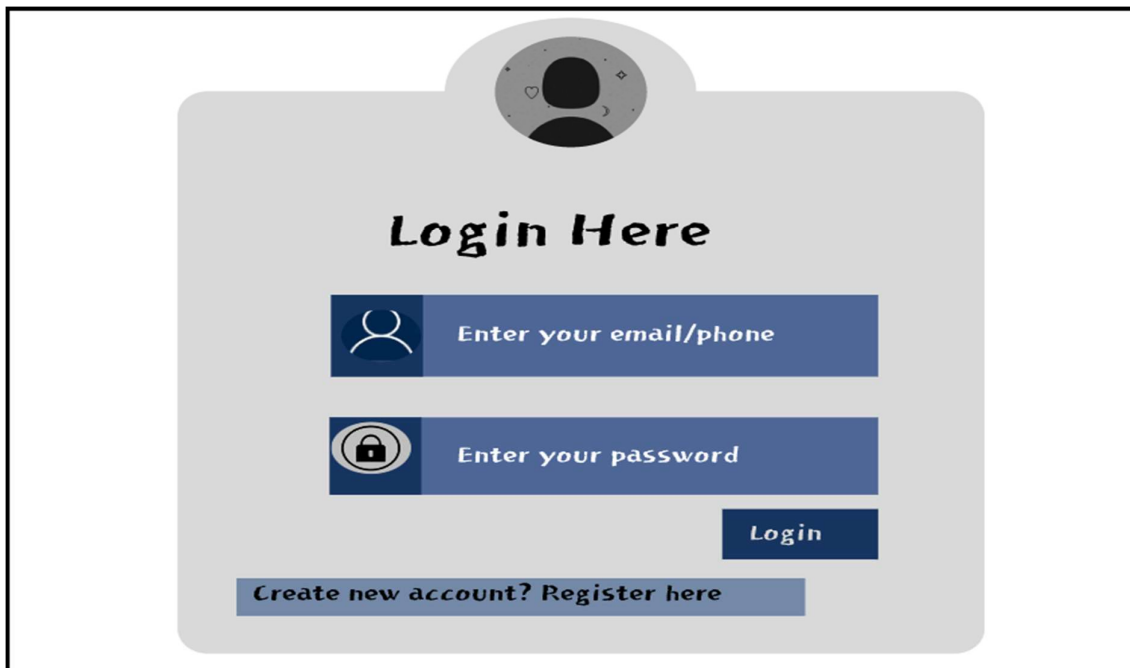 Login Here
Enter your email/phone
Enter your password
Login
Create new account? Register here